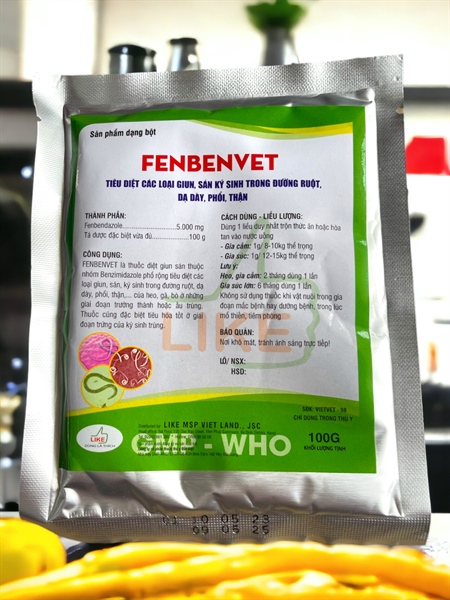 Sản phẩm dạng bột
FENBENVET
TIÊU DIỆT CÁC LOẠI GIUN, SÁN KÝ SINH TRONG ĐƯỜNG RUỘT,
DẠ DÀY, PHỔI, THẬN
THÀNH PHẦN:
Fenbendazole...........................5.000 mg
Tá dược đặc biệt vừa đủ..................100 g
CÔNG DỤNG:
FENBENVET là thuốc diệt giun sán thuộc
nhóm Benzimidazole phổ rộng tiêu diệt các
loại giun, sán, ký sinh trong đường ruột, dạ
dày, phổi, thận,... của heo, gà, bò ở những
giai đoạn trưởng thành hoặc ấu trùng.
Thuốc cũng đặc biệt tiêu hóa tốt ở giai
đoạn trứng của ký sinh trùng.
CÁCH DÙNG - LIỀU LƯỢNG:
Dùng 1 liều duy nhất trộn thức ăn hoặc hòa
tan vào nước uống
- Gia cầm: 1g/ 8-10kg thể trọng
- Gia súc: 1g/ 12-15kg thể trọng
Lưu ý:
Heo, gia cầm: 2 tháng dùng 1 lần
Gia súc lớn: 6 tháng dùng 1 lần
Không sử dụng thuốc khi vật nuôi trong giai
đoạn mắc bệnh hay dưỡng bệnh, trong lúc
mổ thiến, tiêm phòng.
BẢO QUẢN:
Nơi khô mát, tránh ánh sáng trực tiếp!
LÔ/ NSX:
HSD:
LIKE
LIKE
Distributed by: LIKE MSP VIET LAND., JSC
GMP - WHO
CHỈ DÙNG TRONG THÚ Y
100G
KHỐI LƯỢNG TỊNH